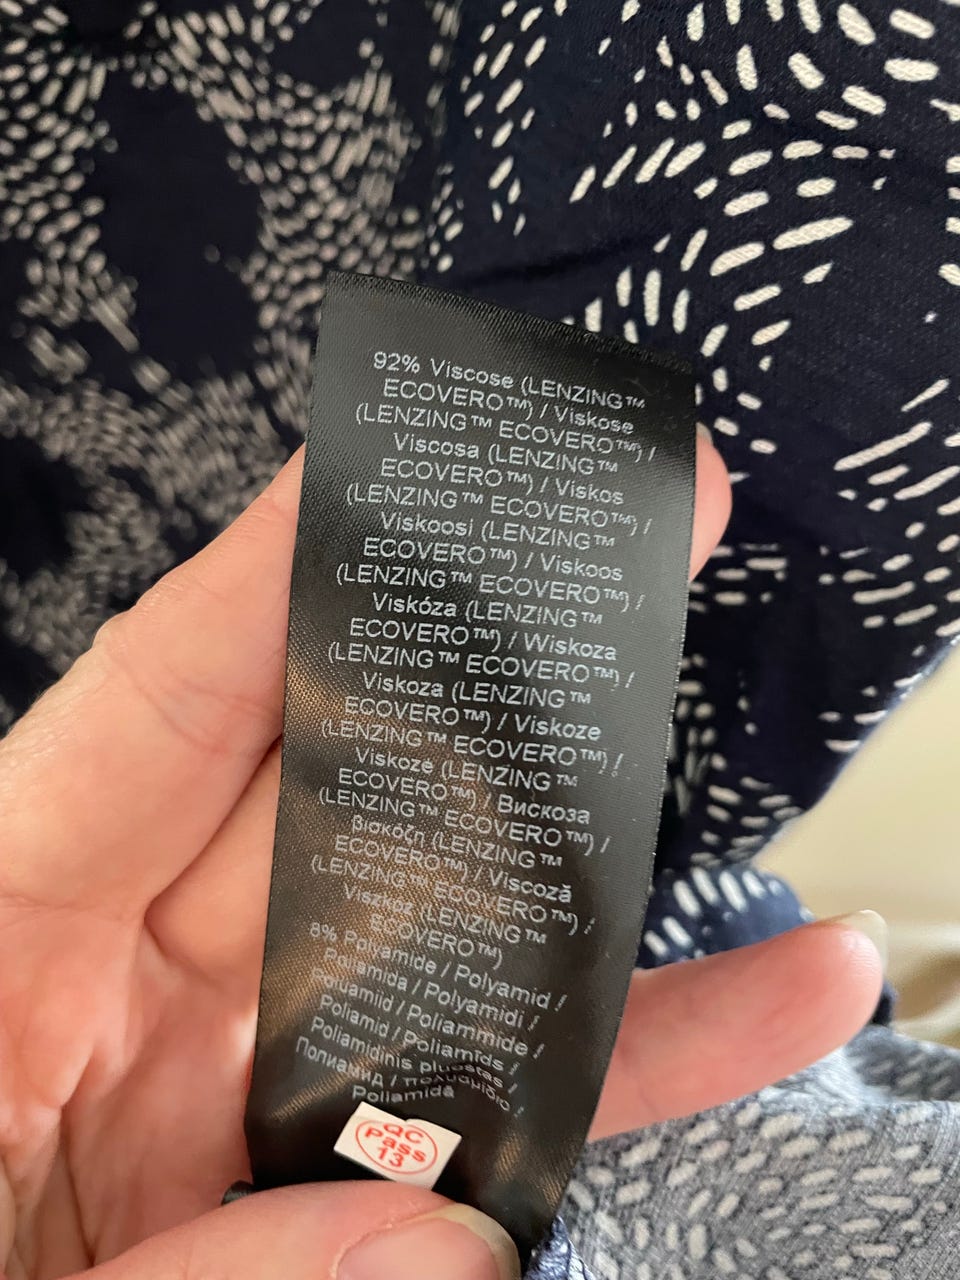 92% Viscose (LENZING™
ECOVERO™) / Viskose
(LENZING™ ECOVERO™) /
Viscosa (LENZING™
ECOVERO™) / Viskos
(LENZING™ ECOVERO™) /
Viskoosi (LENZING™
ECOVERO™) / Viskoos
(LENZING™ ECOVERO™) /
Viskóza (LENZING™
ECOVERO™) / Wiskoza
(LENZING™ ECOVERO™) /
Viskoza (LENZING™
ECOVERO™) / Viskoze
(LENZING™ ECOVERO™) /
Viskozė (LENZING™
ECOVERO™) / Вискоза
(LENZING™ ECOVERO™) /
βισκόζη (LENZING™
ECOVERO™) / Viscoză
(LENZING™ ECOVERO™) /
Viszkóz (LENZING™
ECOVERO™)
8% Polyamide / Polyamid /
Poliamida / Polyamidi /
Polüamiid / Poliammide /
Poliamid / Poliamīds /
Poliamidinis pluoštas /
Полиамид / πολυαμίδιο /
Poliamidă
QC
Pass
13